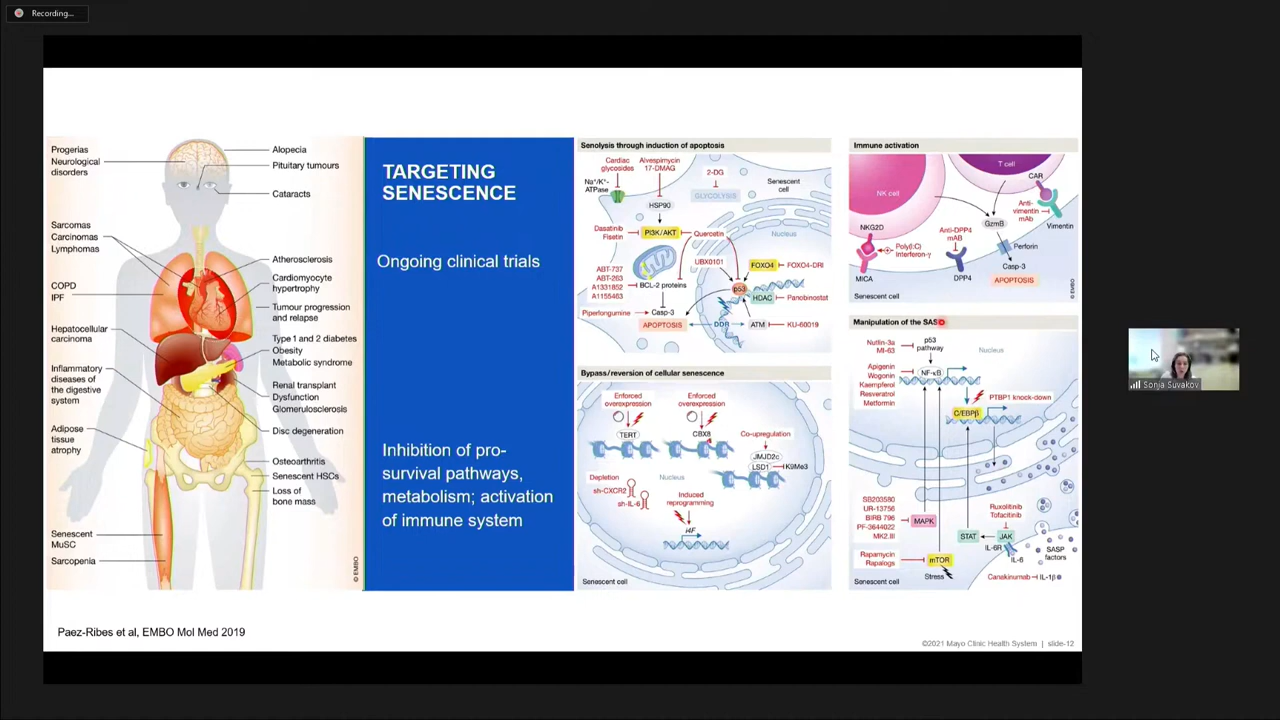 Recording...
Progerias
Neurological
disorders
Sarcomas
Carcinomas
Lymphomas
COPD
IPF
Hepatocellular
carcinoma
Inflammatory
diseases of
the digestive
system
Adipose
tissue
atrophy
Senescent
MuSC
Sarcopenia
Alopecia
Pituitary tumours
Cataracts
Atherosclerosis
Cardiomyocyte
hypertrophy
Tumour progression
and relapse
Type 1 and 2 diabetes
Obesity
Metabolic syndrome
Renal transplant
Dysfunction
Glomerulosclerosis
Disc degeneration
Osteoarthritis
Senescent HSCs
Loss of
bone mass
© EMBO
TARGETING
SENESCENCE
Ongoing clinical trials
Inhibition of pro-
survival pathways,
metabolism; activation
of immune system
Senolysis through induction of apoptosis
Cardiac
glycosides
Alvespimycin
17-DMAG
2-DG
Na⁺/K⁺-
ATPase
GLYCOLYSIS
Senescent
cell
HSP90
Dasatinib
Fisetin
PI3K/AKT
Quercetin
Nucleus
UBX0101
FOXO4
FOXO4-DRI
ABT-737
ABT-263
A1331852
A1155463
BCL-2 proteins
p53
HDAC
Panobinostat
Piperlongumine
Casp-3
APOPTOSIS
DDR
ATM
KU-60019
Bypass/reversion of cellular senescence
Enforced
overexpression
Enforced
overexpression
TERT
CBX8
Co-upregulation
JMJD2c
LSD1
K9Me3
Depletion
sh-CXCR2
sh-IL-6
Nucleus
Induced
reprogramming
i4F
Senescent cell
Immune activation
T cell
NK cell
CAR
Anti-
vimentin
mAb
GzmB
Vimentin
NKG2D
Poly(I:C)
Interferon-γ
Anti-DPP4
mAB
Perforin
MICA
DPP4
Casp-3
APOPTOSIS
Senescent cell
© EMBO
Manipulation of the SASP
Nutlin-3a
MI-63
p53
pathway
Nucleus
Apigenin
Wogonin
Kaempferol
Resveratrol
Metformin
NF-κB
C/EBPβ
PTBP1 knock-down
SB203580
UR-13756
BIRB 796
PF-3644022
MK2.III
MAPK
Ruxolitinib
Tofacitinib
STAT
JAK
IL-6R
IL-6
SASP
factors
Rapamycin
Rapalogs
mTOR
Stress
Canakinumab
IL-1β
Senescent cell
Paez-Ribes et al, EMBO Mol Med 2019
©2021 Mayo Clinic Health System | slide-12
Sonja Suvakov